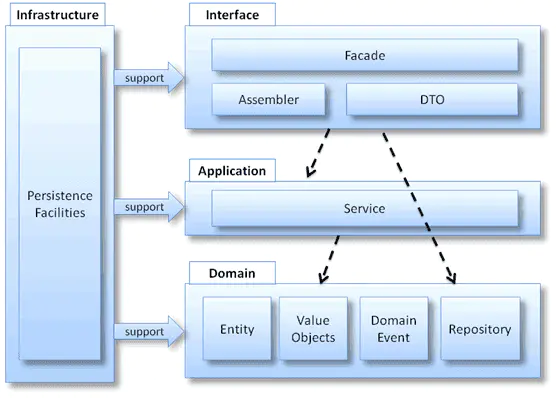 Infrastructure
Interface
Facade
support
Assembler
DTO
Application
Persistence
Facilities
support
Service
Domain
support
Entity
Value
Objects
Domain
Event
Repository